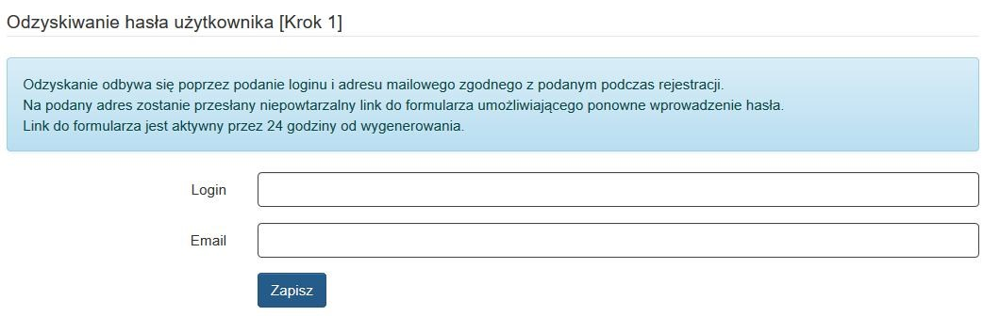 Odzyskiwanie hasła użytkownika [Krok 1]
Odzyskanie odbywa się poprzez podanie loginu i adresu mailowego zgodnego z podanym podczas rejestracji.
Na podany adres zostanie przesłany niepowtarzalny link do formularza umożliwiającego ponowne wprowadzenie hasła.
Link do formularza jest aktywny przez 24 godziny od wygenerowania.
Login
Email
Zapisz